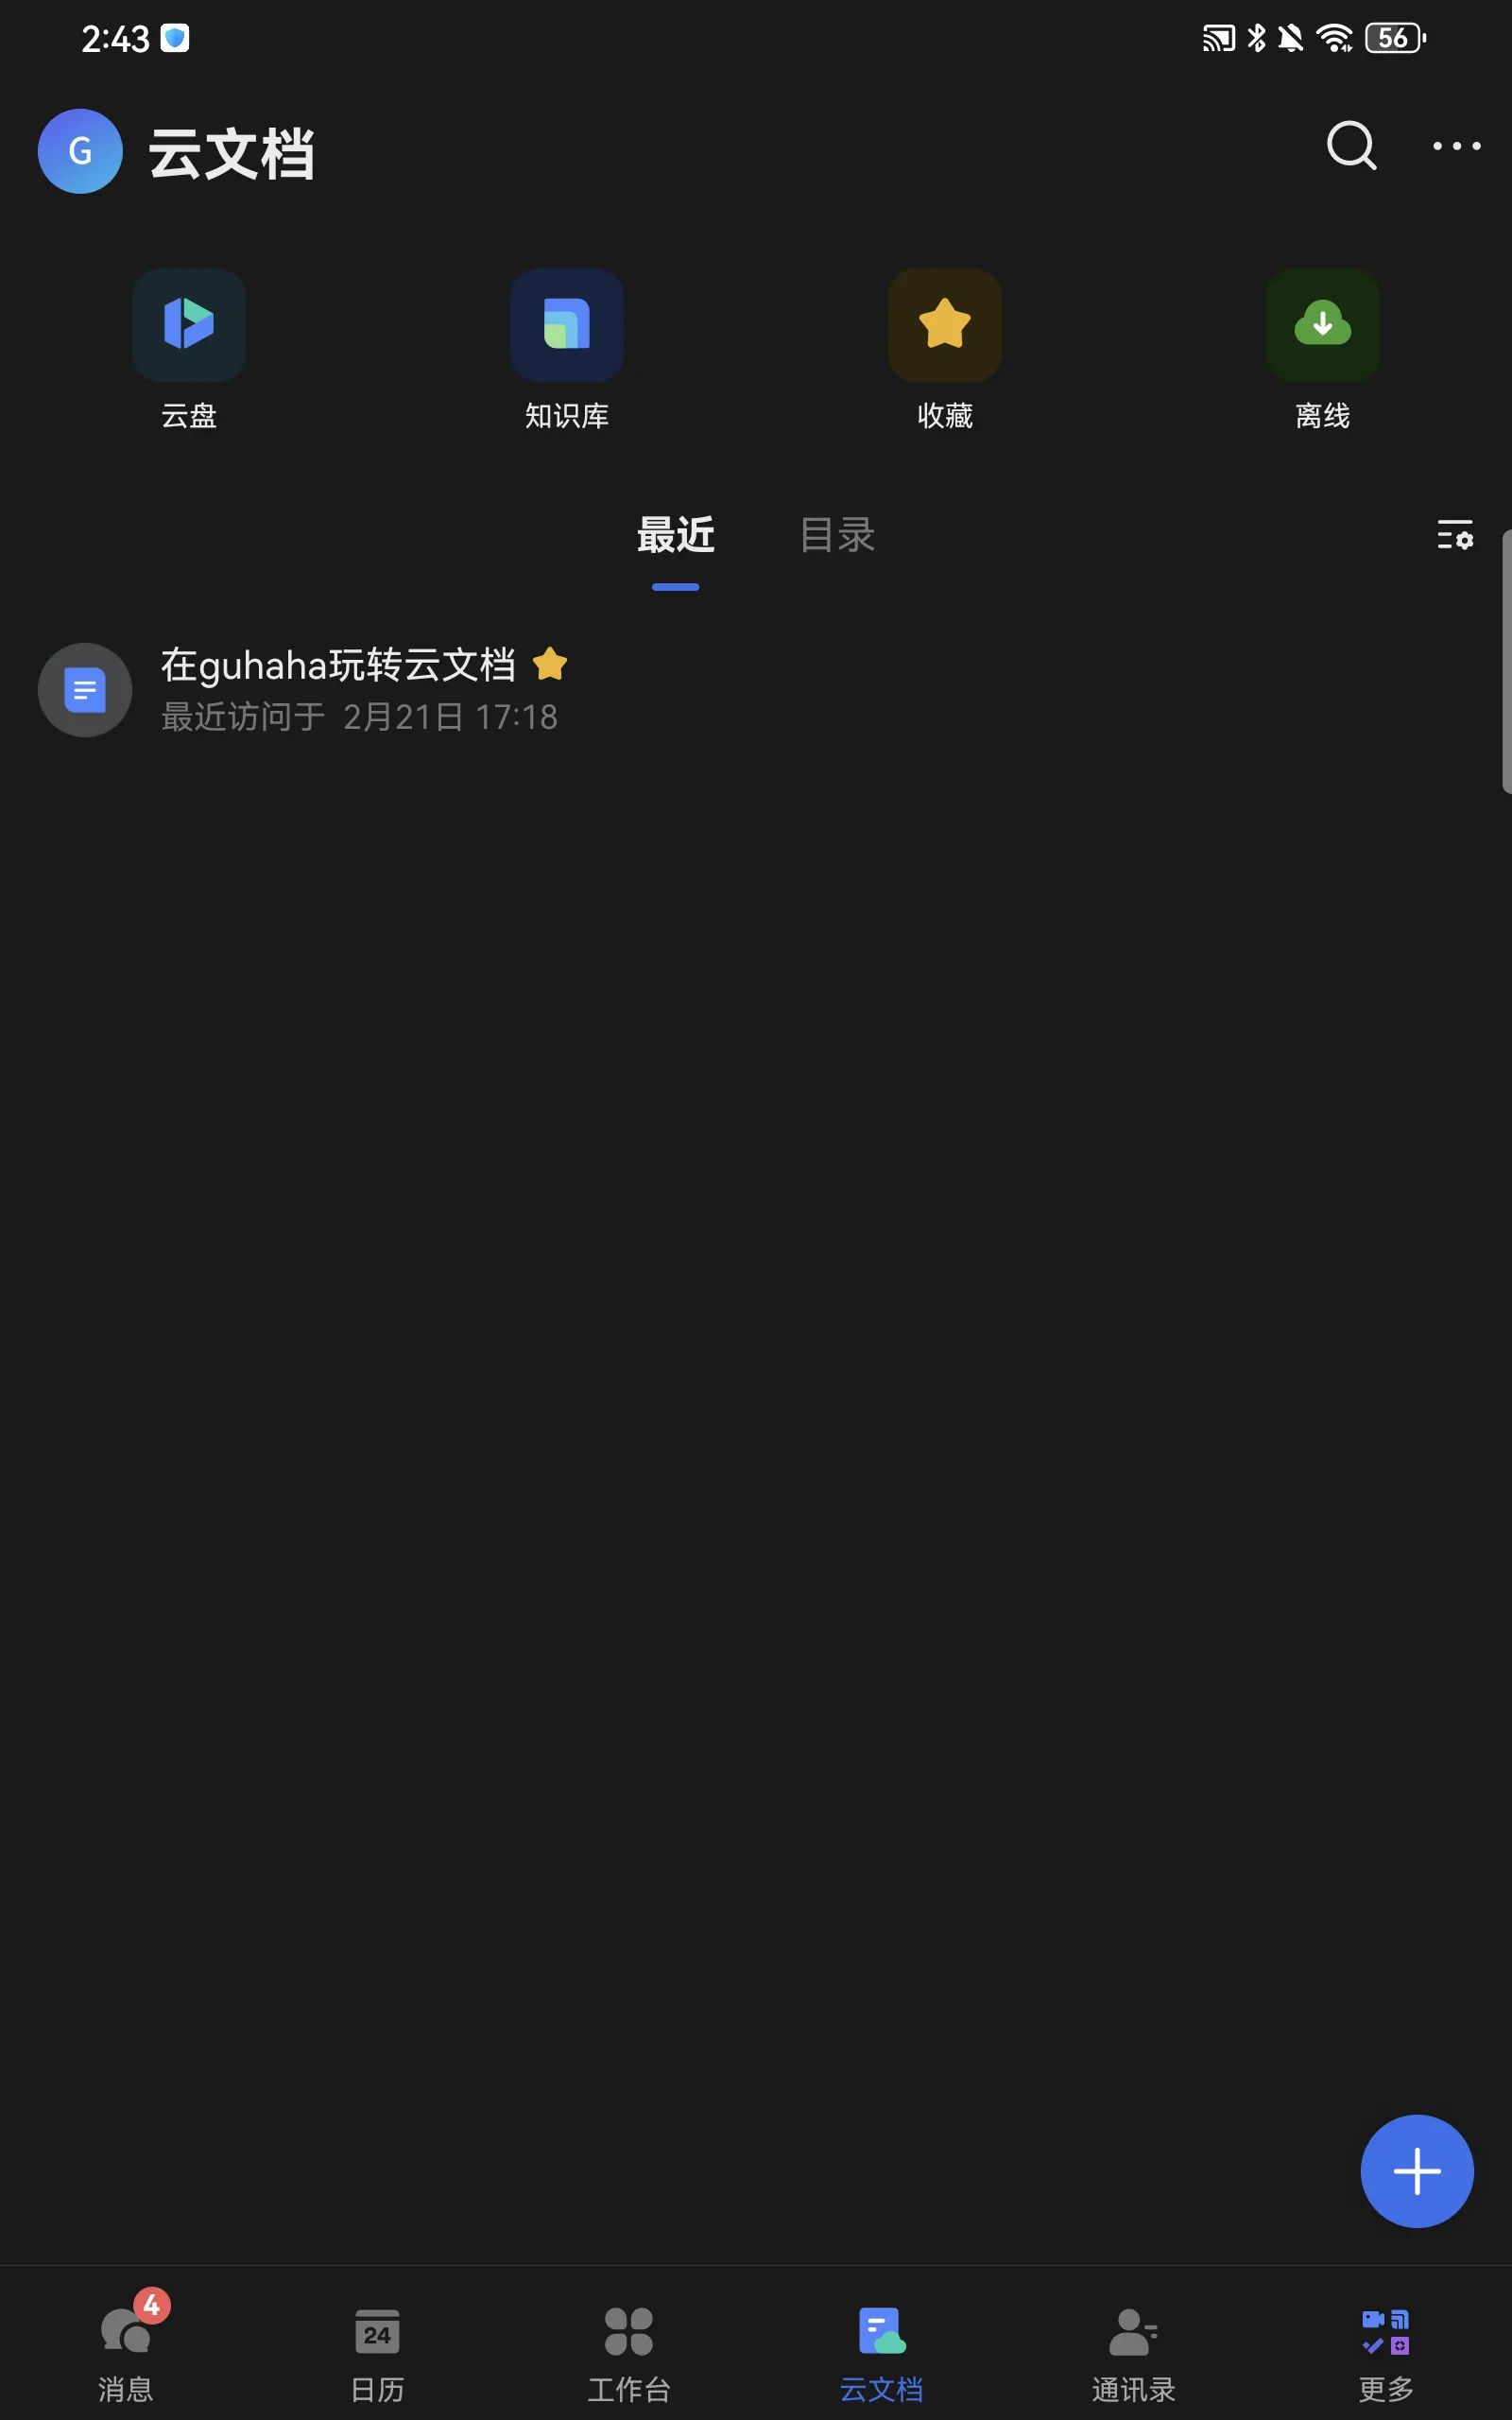 2:43
56
G
云文档
云盘
知识库
收藏
离线
最近
目录
在guhaha玩转云文档
最近访问于 2月21日 17:18
4
24
消息
日历
工作台
云文档
通讯录
更多